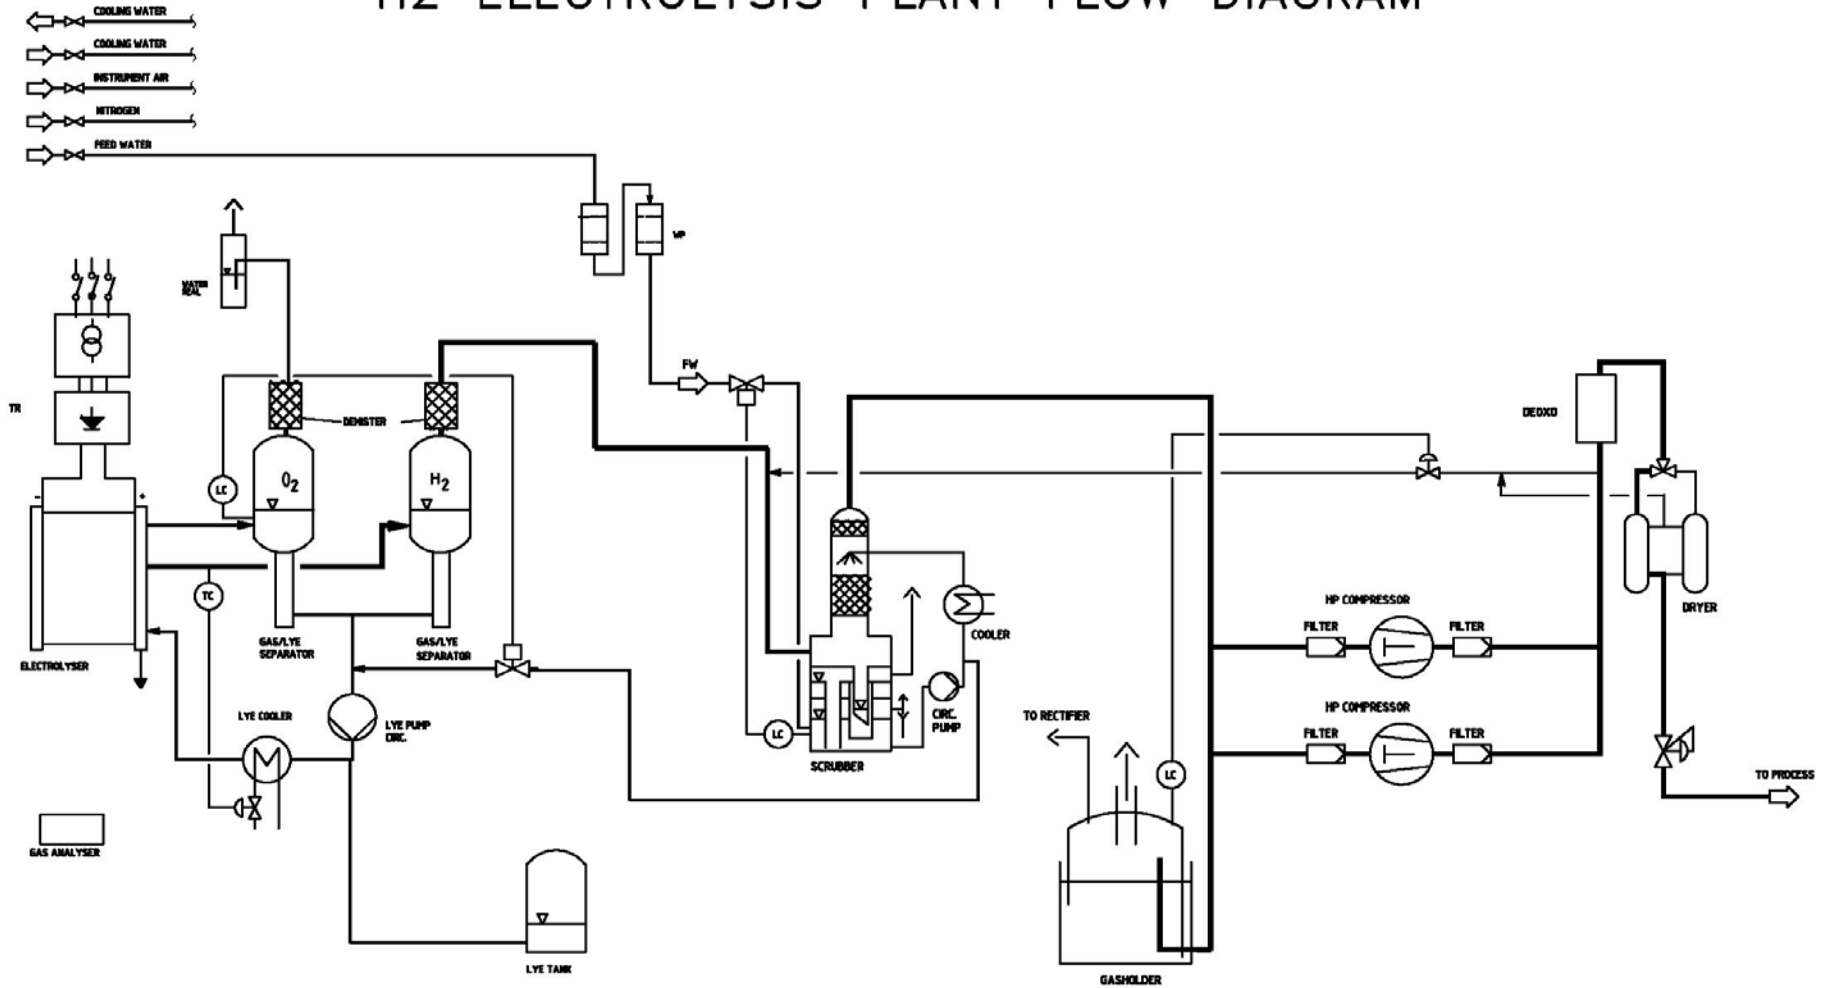 H2 ELECTROLYSIS PLANT FLOW DIAGRAM
COOLING WATER
COOLING WATER
INSTRUMENT AIR
NITROGEN
FEED WATER
WP
WATER
SEAL
FW
TR
DEMISTER
DEOXO
O2
H2
LC
-
+
TC
HP COMPRESSOR
DRYER
FILTER
FILTER
COOLER
GAS/LYE
SEPARATOR
GAS/LYE
SEPARATOR
ELECTROLYSER
LYE COOLER
LYE PUMP
CIRC.
LC
CIRC.
PUMP
TO RECTIFIER
HP COMPRESSOR
FILTER
FILTER
SCRUBBER
LC
TO PROCESS
GAS ANALYSER
LYE TANK
GASHOLDER